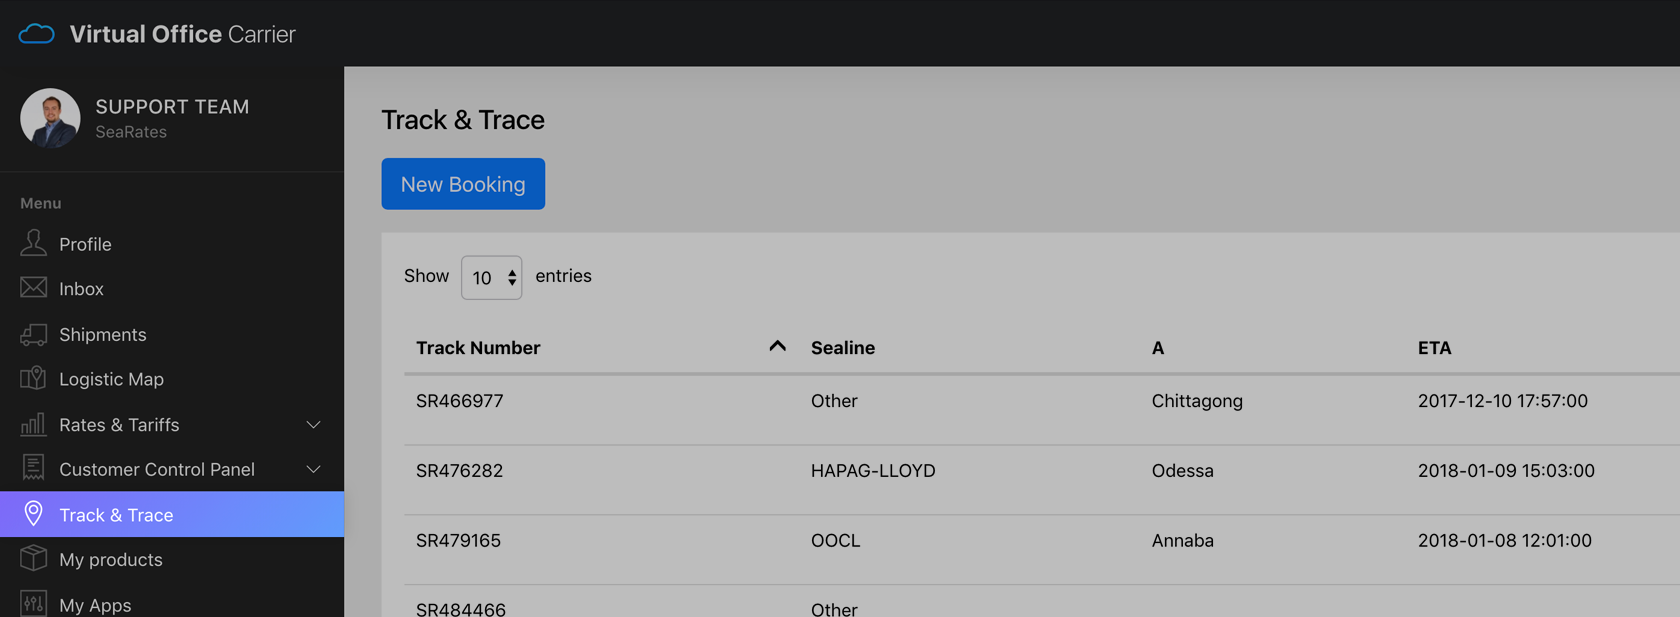 Virtual Office Carrier
SUPPORT TEAM
SeaRates
Menu
Profile
Inbox
Shipments
Logistic Map
Rates & Tariffs
Customer Control Panel
Track & Trace
My products
My Apps
Track & Trace
New Booking
Show 10 entries
Track Number Sealine A ETA
SR466977 Other Chittagong 2017-12-10 17:57:00
SR476282 HAPAG-LLOYD Odessa 2018-01-09 15:03:00
SR479165 OOCL Annaba 2018-01-08 12:01:00
SR484466 Other